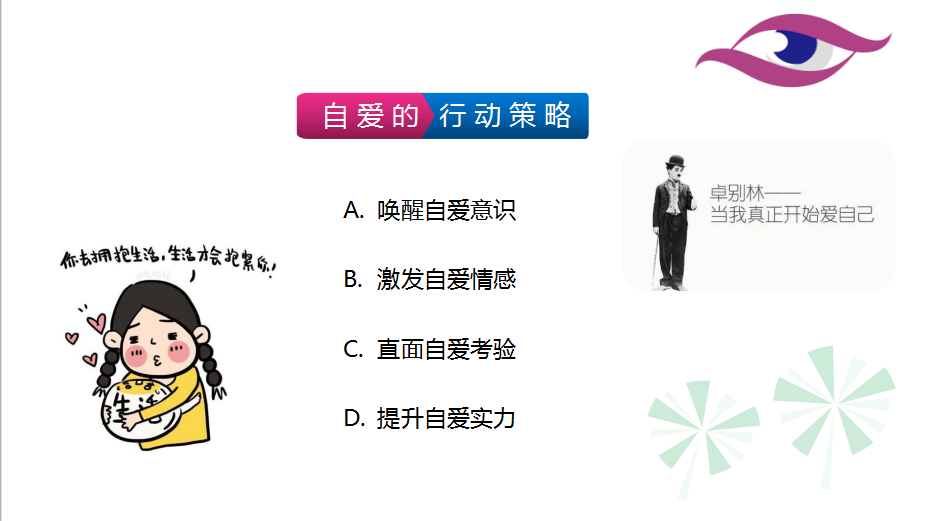 自爱的行动策略
A. 唤醒自爱意识
B. 激发自爱情感
C. 直面自爱考验
D. 提升自爱实力
你去拥抱生活,生活才会抱紧你!
生活
卓别林——
当我真正开始爱自己